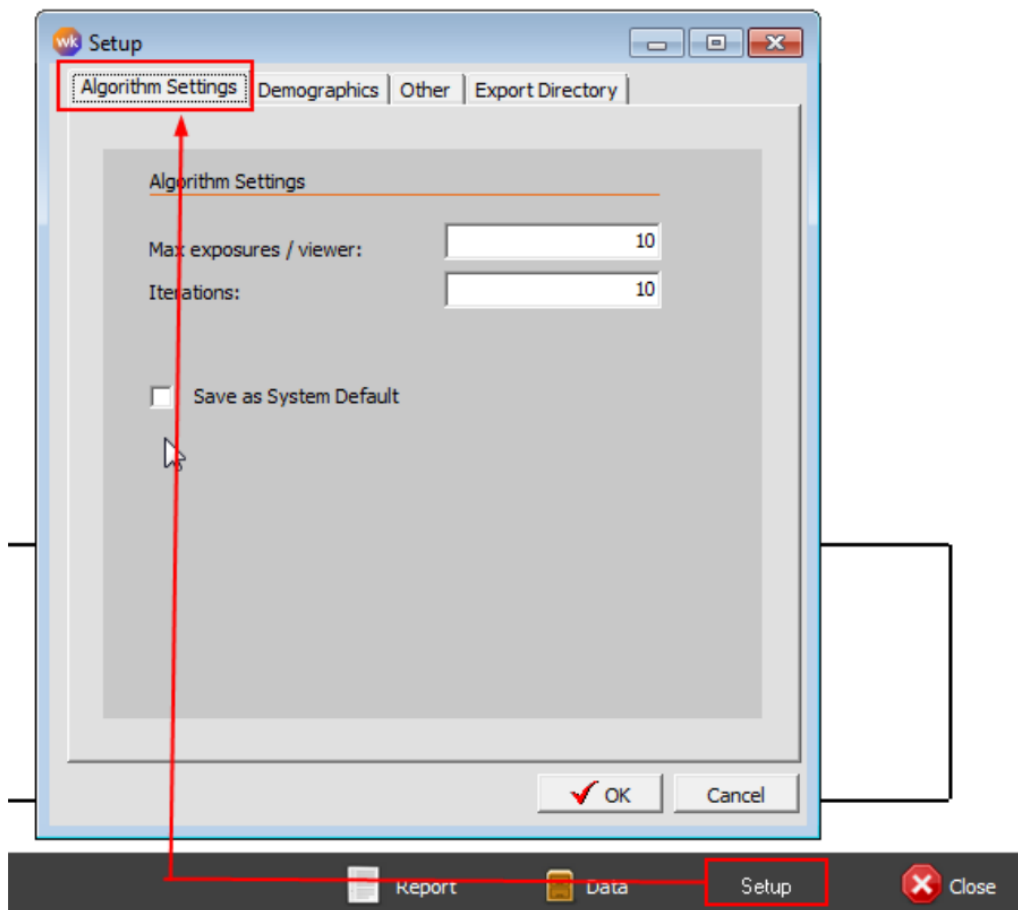 wk Setup
Algorithm Settings Demographics Other Export Directory
Algorithm Settings
Max exposures / viewer: 10
Iterations: 10
Save as System Default
OK Cancel
Report Data Setup Close